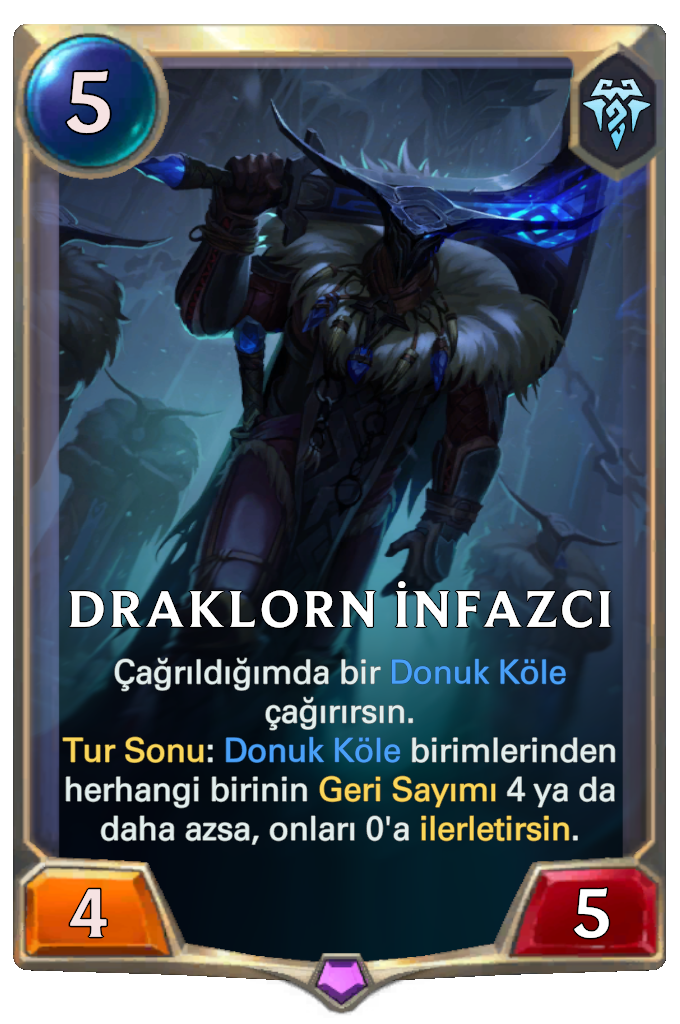 5
DRAKLORN İNFAZCI
Çağrıldığımda bir Donuk Köle
çağırırsın.
Tur Sonu: Donuk Köle birimlerinden
herhangi birinin Geri Sayımı 4 ya da
daha azsa, onları 0'a ilerletirsin.
4
5